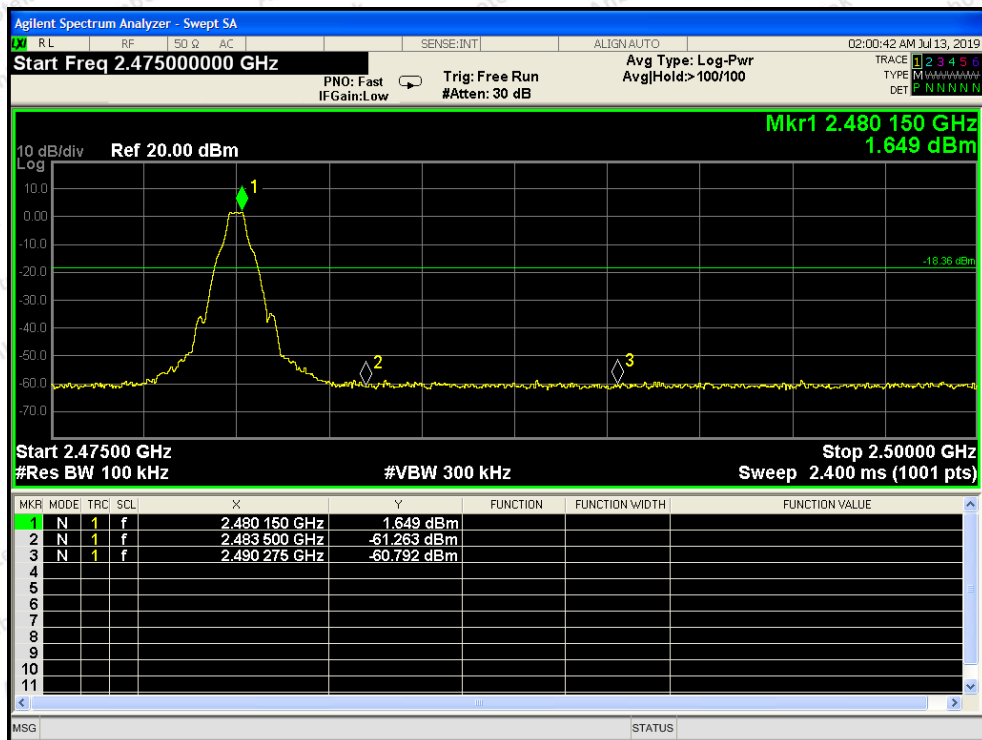 Agilent Spectrum Analyzer - Swept SA
LXI RL RF 50 Ω AC SENSE:INT ALIGN AUTO 02:00:42 AM Jul 13, 2019
Start Freq 2.475000000 GHz
PNO: Fast
IFGain:Low
Trig: Free Run
#Atten: 30 dB
Avg Type: Log-Pwr
Avg|Hold:> 100/100
TRACE 1 2 3 4 5 6
TYPE M W W W W W
DET P N N N N N
Mkr1 2.480 150 GHz
1.649 dBm
10 dB/div Ref 20.00 dBm
Log
10.0
0.00
-10.0
-20.0
-30.0
-40.0
-50.0
-60.0
-70.0
1
-18.36 dBm
2
3
Start 2.47500 GHz Stop 2.50000 GHz
#Res BW 100 kHz #VBW 300 kHz Sweep 2.400 ms (1001 pts)
MKR MODE TRC SCL X Y FUNCTION FUNCTION WIDTH FUNCTION VALUE
1 N 1 f 2.480 150 GHz 1.649 dBm
2 N 1 f 2.483 500 GHz -61.263 dBm
3 N 1 f 2.490 275 GHz -60.792 dBm
4
5
6
7
8
9
10
11
MSG STATUS